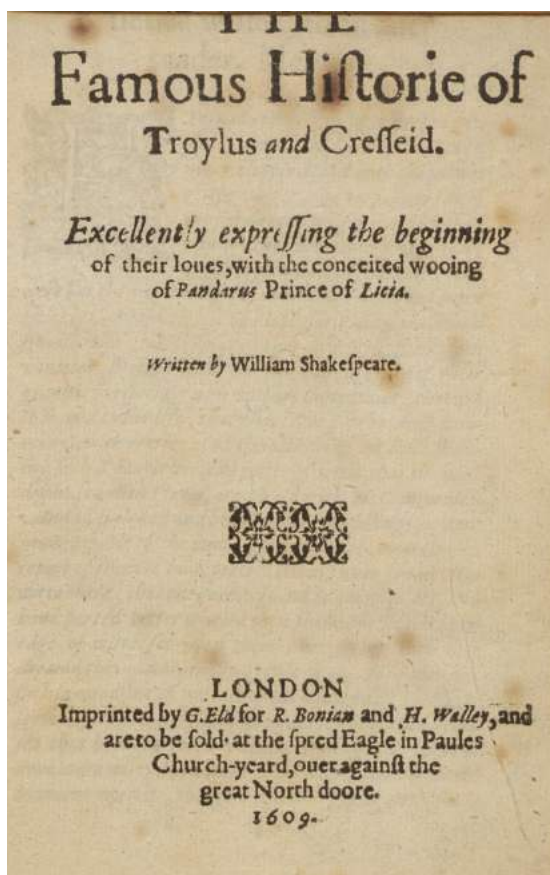 THE
Famous Hiſtorie of
Troylus and Creſſeid.
Excellently expreſſing the beginning
of their loues, with the conceited wooing
of Pandarus Prince of Licia.
Written by William Shakeſpeare.
LONDON
Imprinted by G. Eld for R. Bonian and H. Walley, and
are to be ſold at the ſpred Eagle in Paules
Church-yeard, ouer againſt the
great North doore.
1609.